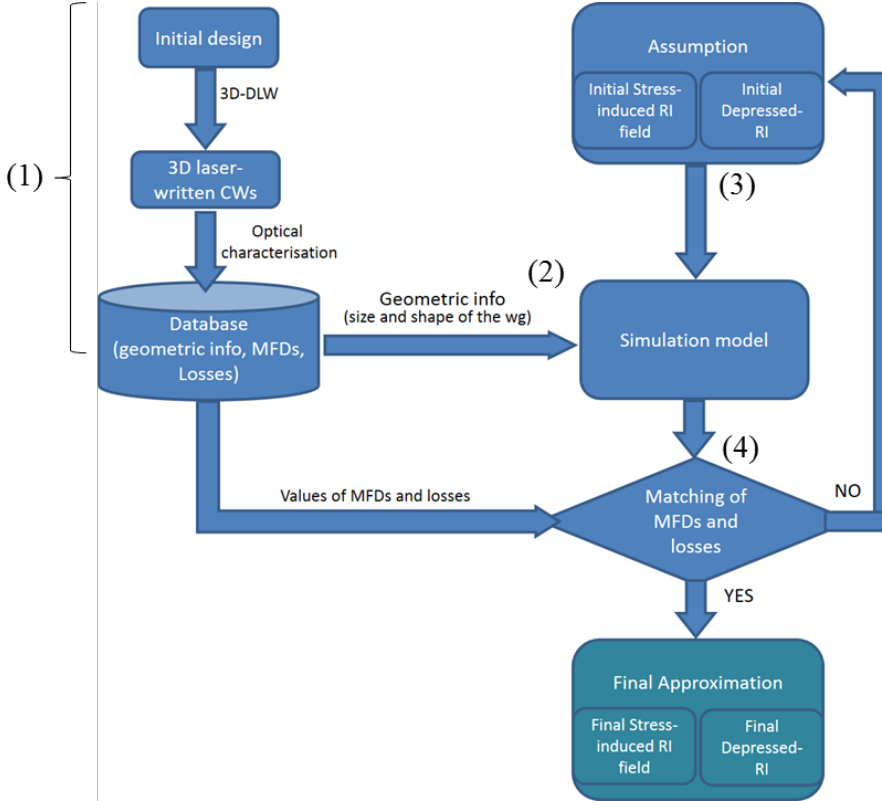 Initial design
3D-DLW
(1)
3D laser-
written CWs
Optical
characterisation
Database
(geometric info, MFDs,
Losses)
Geometric info
(size and shape of the wg)
(2)
Assumption
Initial Stress-
induced RI
field
Initial
Depressed-
RI
(3)
Simulation model
(4)
Values of MFDs and losses
Matching of
MFDs and
losses
NO
YES
Final Approximation
Final Stress-
induced RI
field
Final
Depressed-
RI